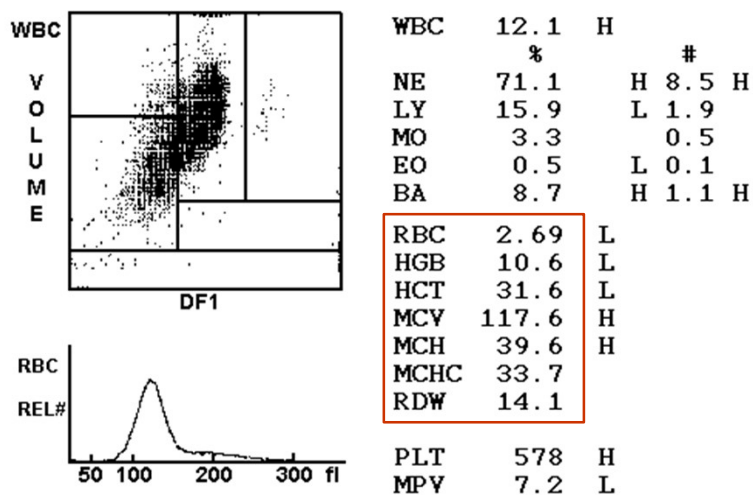 WBC
VOLUME
DF1
RBC
REL#
50 100 200 300 fl
WBC 12.1 H
% #
NE 71.1 H 8.5 H
LY 15.9 L 1.9
MO 3.3 0.5
EO 0.5 L 0.1
BA 8.7 H 1.1 H
RBC 2.69 L
HGB 10.6 L
HCT 31.6 L
MCV 117.6 H
MCH 39.6 H
MCHC 33.7
RDW 14.1
PLT 578 H
MPV 7.2 L